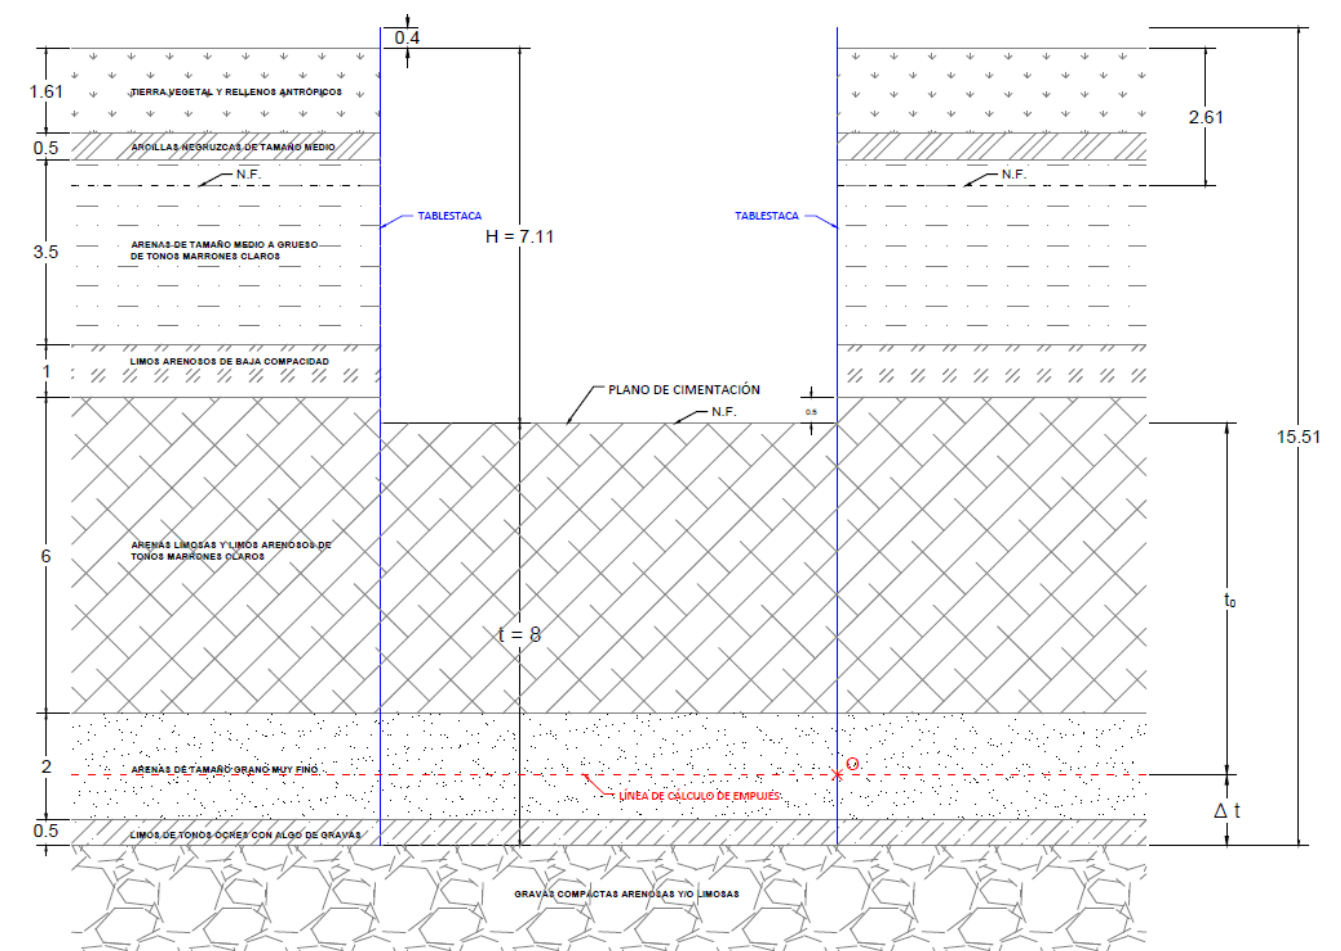 0.4
1.61
TIERRA VEGETAL Y RELLENOS ANTRÓPICOS
2.61
0.5
ARCILLAS NEGRUZCAS DE TAMAÑO MEDIO
N.F.
N.F.
TABLESTACA
TABLESTACA
H = 7.11
3.5
ARENAS DE TAMAÑO MEDIO A GRUESO
DE TONOS MARRONES CLAROS
LIMOS ARENOSOS DE BAJA COMPACIDAD
1
PLANO DE CIMENTACIÓN
N.F.
0.5
15.51
6
ARENAS LIMOSAS Y LIMOS ARENOSOS DE
TONOS MARRONES CLAROS
t₀
t = 8
2
ARENAS DE TAMAÑO GRANO MUY FINO
O
LÍNEA DE CÁLCULO DE EMPUJES
Δ t
0.5
LIMOS DE TONOS OCRES CON ALGO DE GRAVAS
GRAVAS COMPACTAS ARENOSAS Y/O LIMOSAS